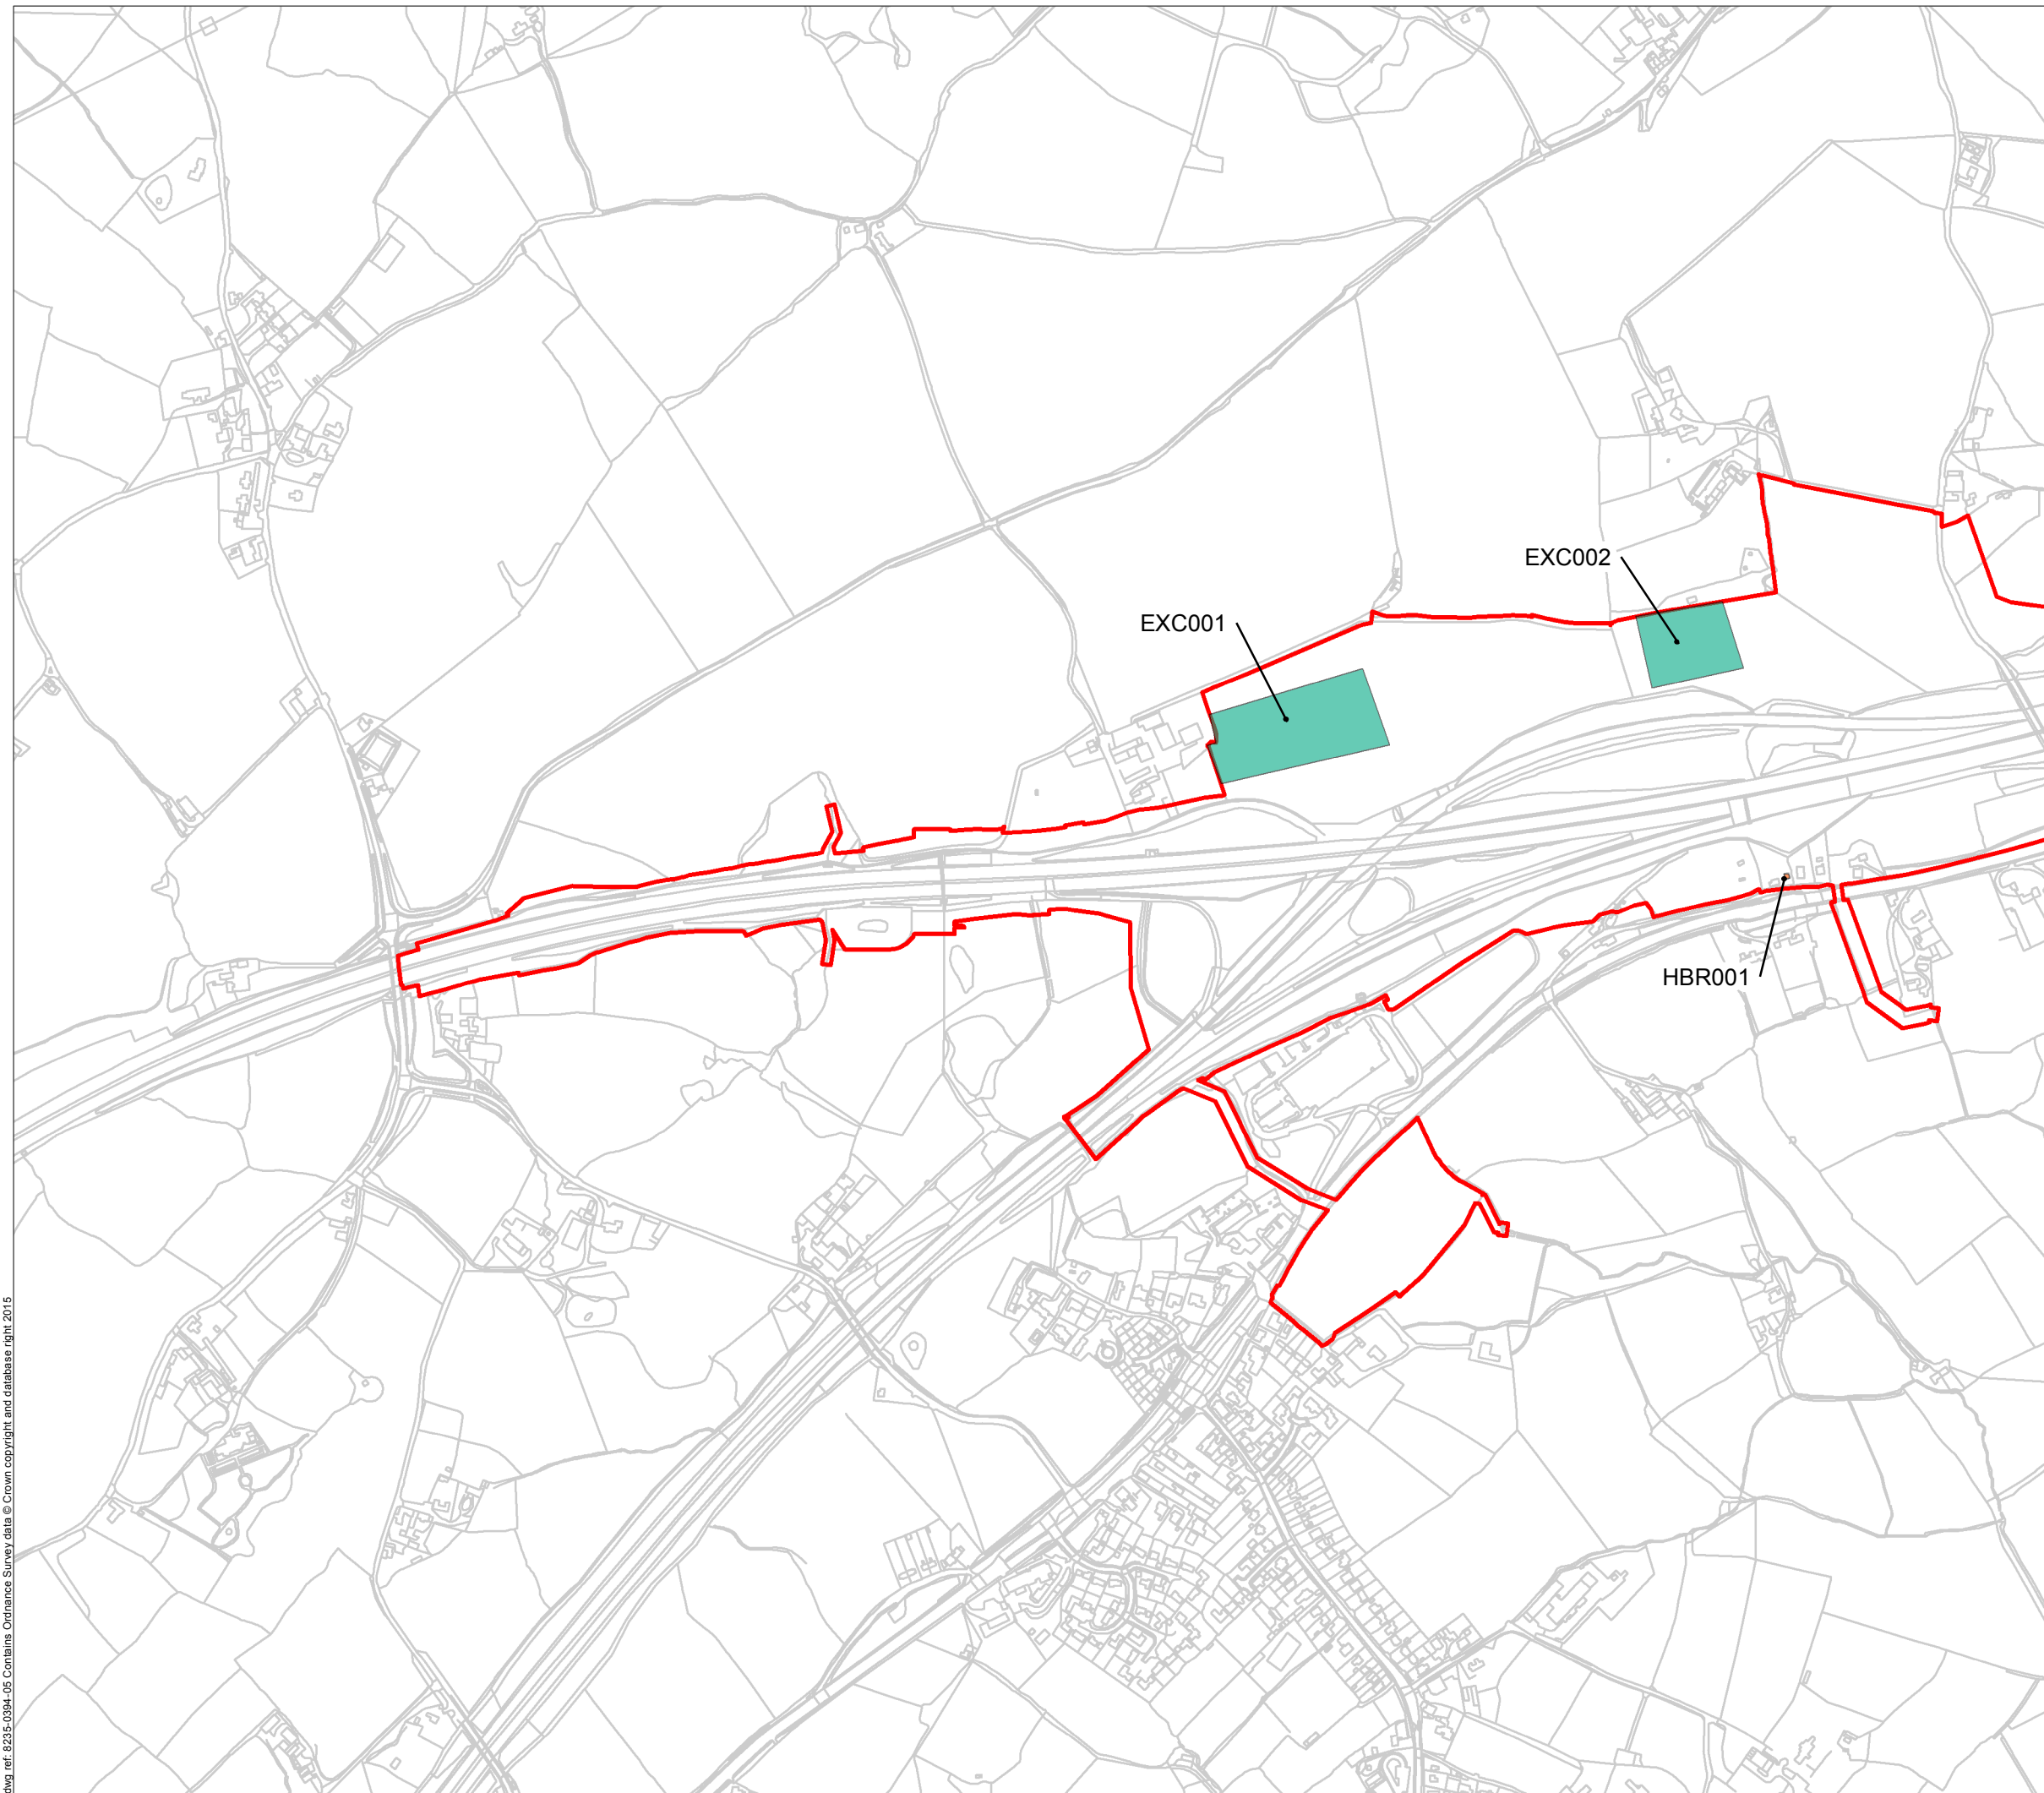 EXC002
EXC001
HBR001
dwg ref: 8235-0394-05 Contains Ordnance Survey data © Crown copyright and database right 2015